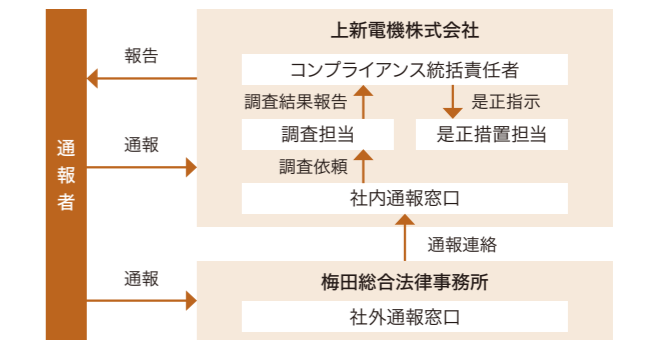 通報者
報告
通報
通報
上新電機株式会社
コンプライアンス統括責任者
調査結果報告
是正指示
調査担当
是正措置担当
調査依頼
社内通報窓口
通報連絡
梅田総合法律事務所
社外通報窓口